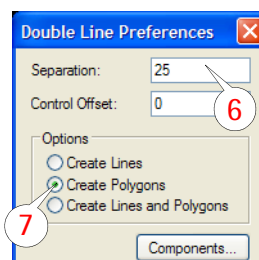 Double Line Preferences
Separation: 25
Control Offset: 0
6
Options
Create Lines
Create Polygons
Create Lines and Polygons
7
Components...